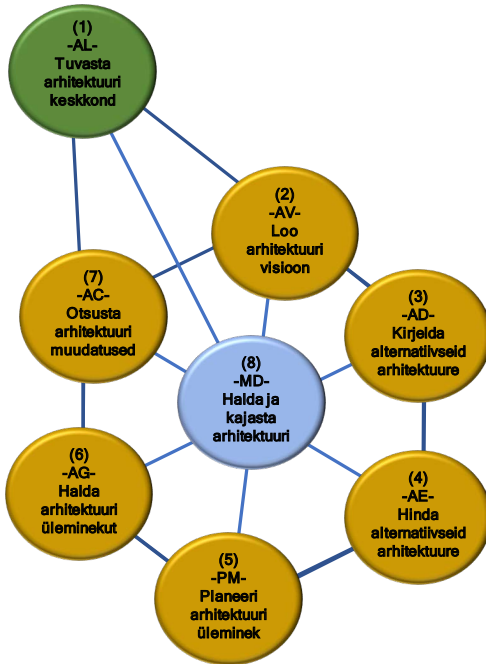 (1)
-AL-
Tuvasta
arhitektuuri
keskkond
(2)
-AV-
Loo
arhitektuuri
visioon
(3)
-AD-
Kirjelda
alternatiivseid
arhitektuure
(4)
-AE-
Hinda
alternatiivseid
arhitektuure
(5)
-PM-
Planeeri
arhitektuuri
üleminek
(6)
-AG-
Halda
arhitektuuri
üleminekut
(7)
-AC-
Otsusta
arhitektuuri
muudatused
(8)
-MD-
Halda ja
kajasta
arhitektuuri